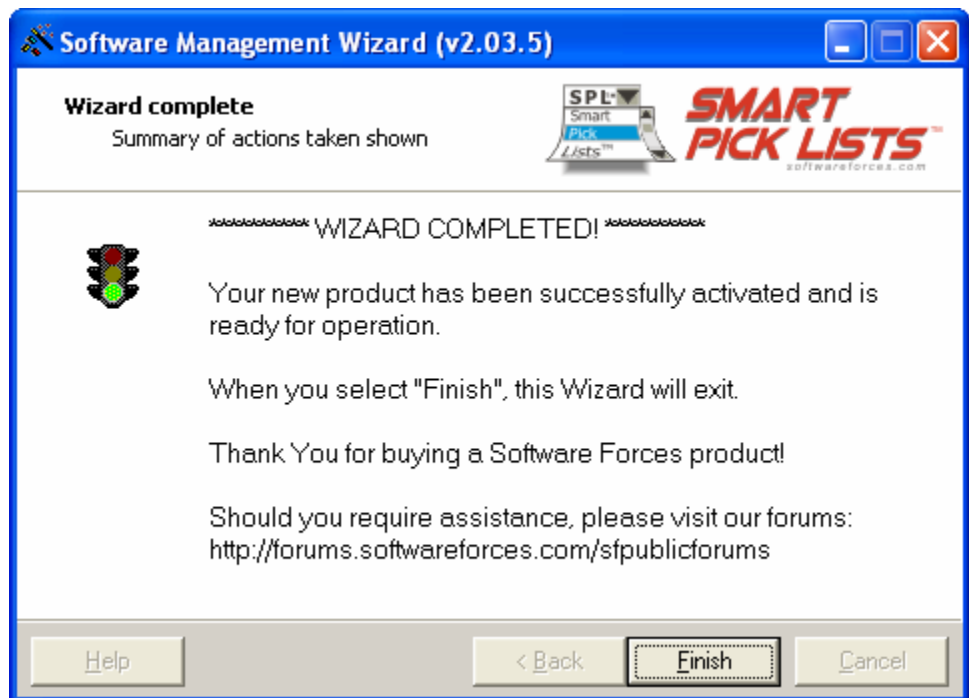 Software Management Wizard (v2.03.5)
Wizard complete
Summary of actions taken shown
SPL™
Smart
Pick
Lists™
SMART
PICK LISTS™
softwareforces.com
*********** WIZARD COMPLETED! ***********
Your new product has been successfully activated and is
ready for operation.
When you select "Finish", this Wizard will exit.
Thank You for buying a Software Forces product!
Should you require assistance, please visit our forums:
http://forums.softwareforces.com/sfpublicforums
Help
< Back
Finish
Cancel